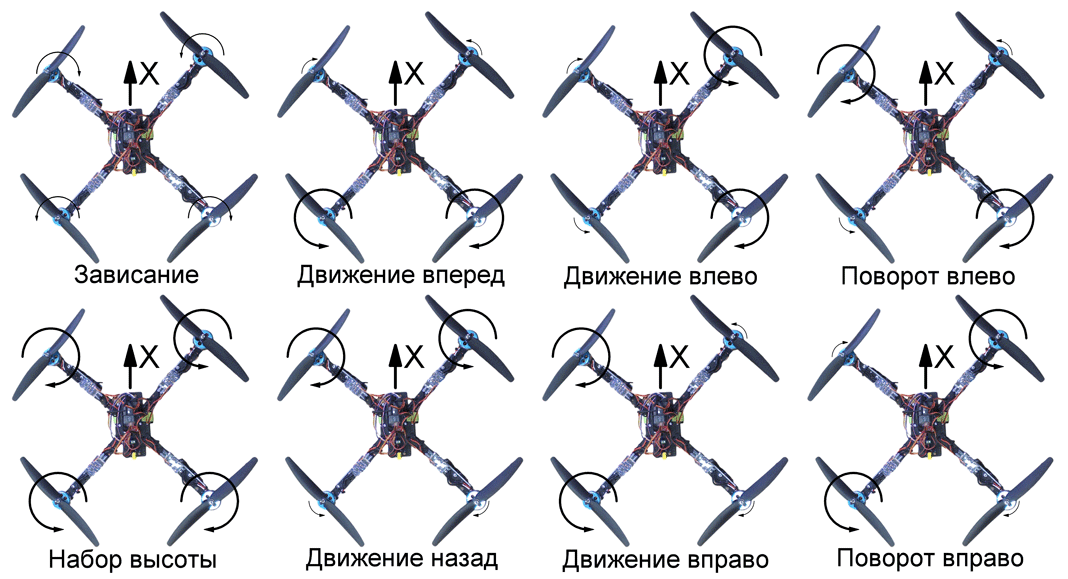 X X X X
Зависание Движение вперед Движение влево Поворот влево
X X X X
Набор высоты Движение назад Движение вправо Поворот вправо